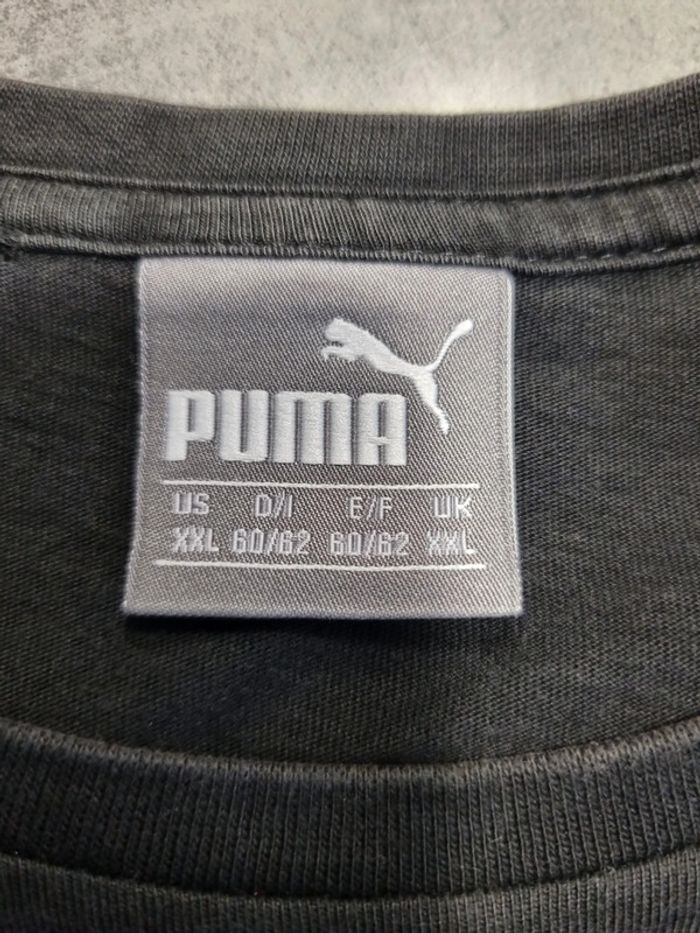 PUMA
US D/I E/F UK
XXL 60/62 60/62 XXL